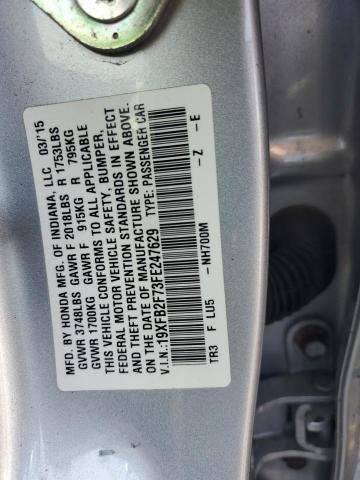 MFD. BY HONDA MFG. OF INDIANA, LLC 03/15
GVWR 3748LBS GAWR F 2018LBS R 1753LBS
GVWR 1700KG GAWR F 915KG R 795KG
THIS VEHICLE CONFORMS TO ALL APPLICABLE
FEDERAL MOTOR VEHICLE SAFETY, BUMPER,
AND THEFT PREVENTION STANDARDS IN EFFECT
ON THE DATE OF MANUFACTURE SHOWN ABOVE.
V.I.N.: 19XFB2F73FE247629 TYPE: PASSENGER CAR
- NH700M - Z - E
TR3 F LU5